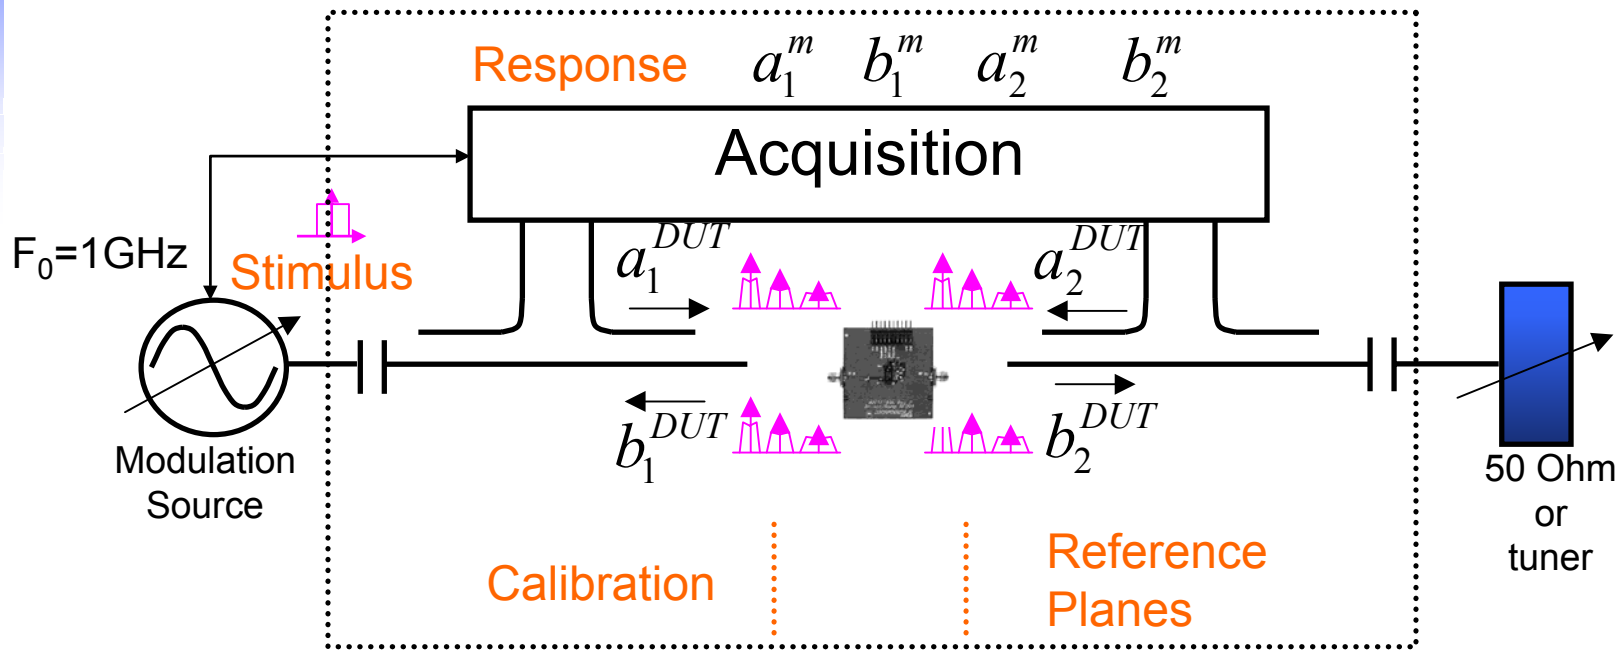 Response a₁ᵐ b₁ᵐ a₂ᵐ b₂ᵐ
Acquisition
F₀=1GHz
Stimulus
a₁ᴰᵁᵀ a₂ᴰᵁᵀ
b₁ᴰᵁᵀ b₂ᴰᵁᵀ
Modulation
Source
50 Ohm
or
tuner
Calibration
Reference
Planes